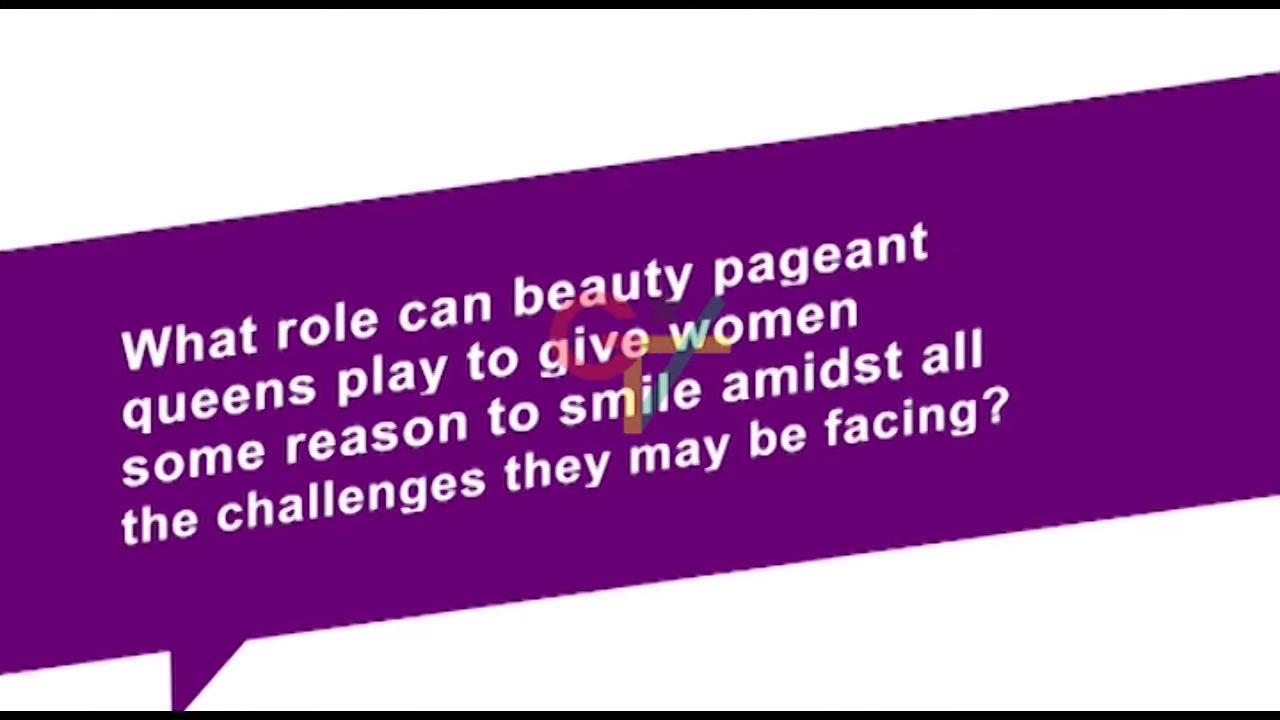 What role can beauty pageant
queens play to give women
some reason to smile amidst all
the challenges they may be facing?